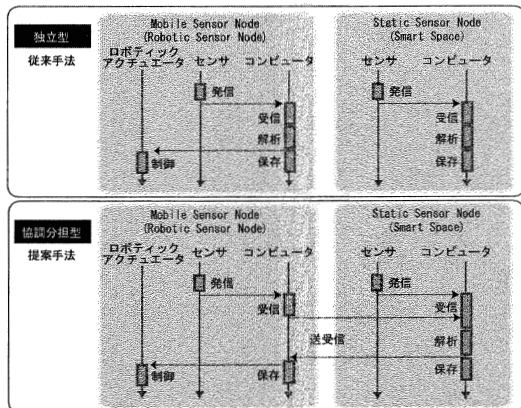 独立型
従来手法
Mobile Sensor Node
(Robotic Sensor Node)
Static Sensor Node
(Smart Space)
ロボティック
アクチュエータ
センサ
コンピュータ
センサ
コンピュータ
発信
受信
解析
保存
制御
発信
受信
解析
保存
協調分担型
提案手法
Mobile Sensor Node
(Robotic Sensor Node)
Static Sensor Node
(Smart Space)
ロボティック
アクチュエータ
センサ
コンピュータ
センサ
コンピュータ
発信
受信
発信
受信
送受信
解析
制御
保存
保存